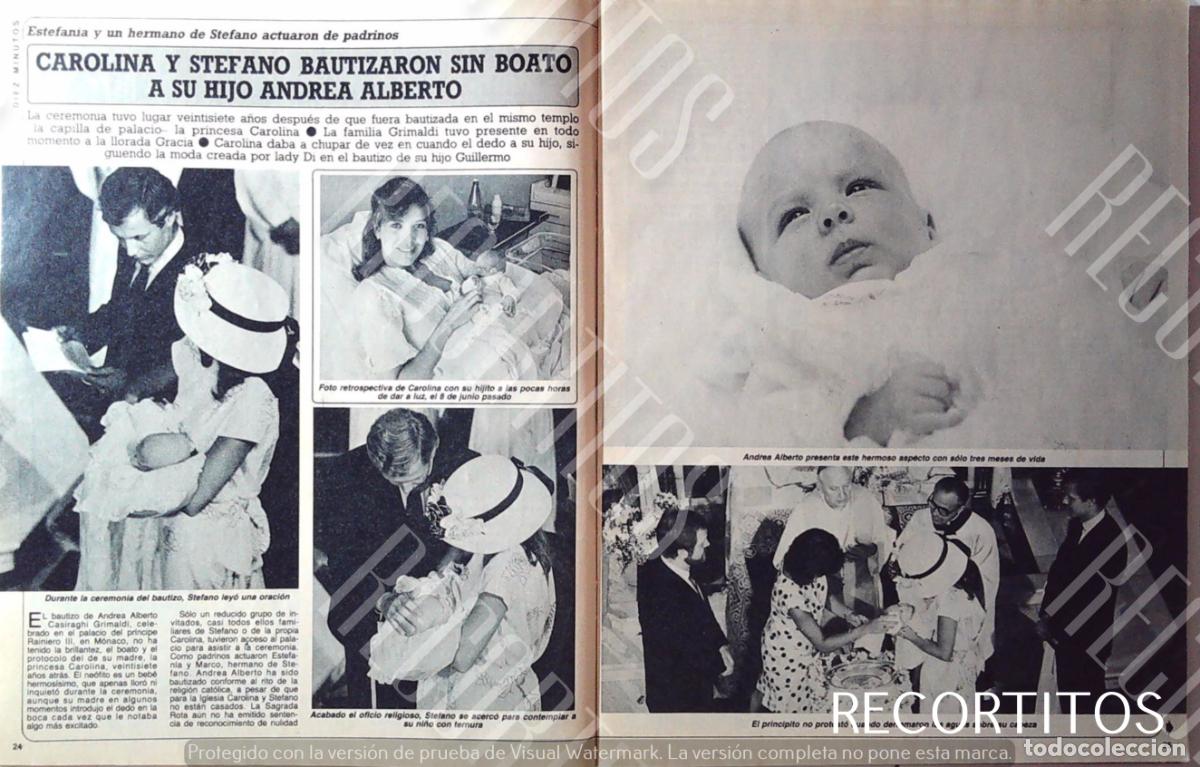 DIEZ MINUTOS
Estefanía y un hermano de Stefano actuaron de padrinos
CAROLINA Y STEFANO BAUTIZARON SIN BOATO
A SU HIJO ANDREA ALBERTO
La ceremonia tuvo lugar veintisiete años después de que fuera bautizada en el mismo templo
—la capilla de palacio— la princesa Carolina ● La familia Grimaldi tuvo presente en todo
momento a la llorada Gracia ● Carolina daba a chupar de vez en cuando el dedo a su hijo, si-
guiendo la moda creada por lady Di en el bautizo de su hijo Guillermo
Foto retrospectiva de Carolina con su hijito a las pocas horas
de dar a luz, el 8 de junio pasado
Durante la ceremonia del bautizo, Stefano leyó una oración
EL bautizo de Andrea Alberto
Casiraghi Grimaldi, cele-
brado en el palacio del príncipe
Rainiero III, en Mónaco, no ha
tenido la brillantez, el boato y el
protocolo del de su madre, la
princesa Carolina, veintisiete
años atrás. El neófito es un bebé
hermosísimo, que apenas lloró ni
inquietó durante la ceremonia,
aunque su madre en algunos
momentos introdujo el dedo en la
boca cada vez que le notaba
algo más excitado
Sólo un reducido grupo de in-
vitados, casi todos ellos fami-
liares de Stefano o de la propia
Carolina, tuvieron acceso al pala-
cio para asistir a la ceremonia.
Como padrinos actuaron Estefa-
nía y Marco, hermano de Ste-
fano. Andrea Alberto ha sido
bautizado conforme al rito de la
religión católica, a pesar de que
para la Iglesia Carolina y Stefano
no están casados. La Sagrada
Rota aún no ha emitido senten-
cia de reconocimiento de nulidad
Acabado el oficio religioso, Stefano se acercó para contemplar a
su niño con ternura
24
Andrea Alberto presenta este hermoso aspecto con sólo tres meses de vida
El principito no protestó cuando derramaron las aguas sobre su cabeza
RECORTITOS
todocoleccion
Protegido con la versión de prueba de Visual Watermark. La versión completa no pone esta marca.